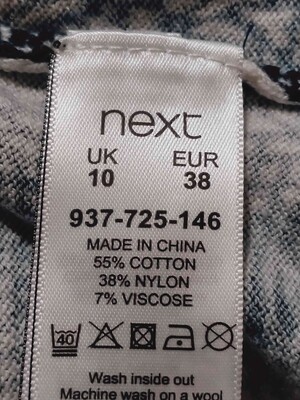 next
UK EUR
10 38
937-725-146
MADE IN CHINA
55% COTTON
38% NYLON
7% VISCOSE
40
Wash inside out
Machine wash on a wool